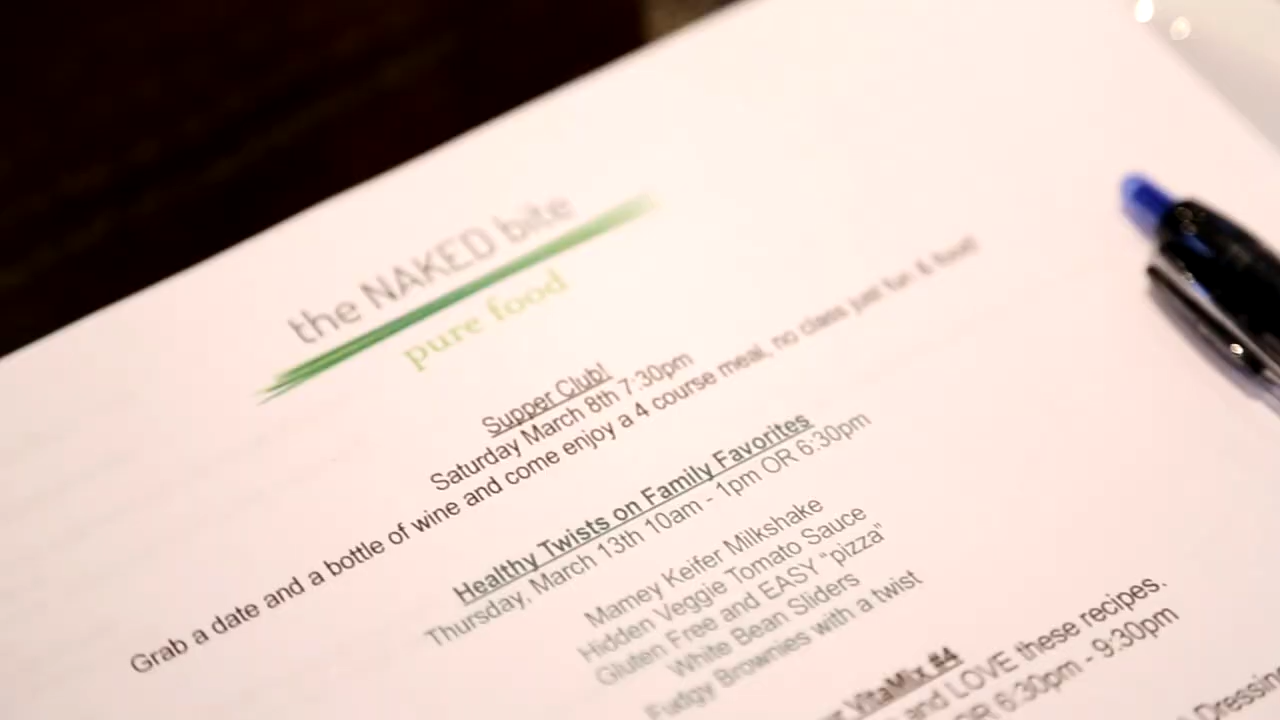 the NAKED bite
pure food
Supper Club!
Saturday March 8th 7:30pm
Grab a date and a bottle of wine and come enjoy a 4 course meal, no class just fun & food!
Healthy Twists on Family Favorites
Thursday, March 13th 10am - 1pm OR 6:30pm
Mamey Keifer Milkshake
Hidden Veggie Tomato Sauce
Gluten Free and EASY "pizza"
White Bean Sliders
Fudgy Brownies with a twist
VitaMix #4
and LOVE these recipes.
OR 6:30pm - 9:30pm
Dressing